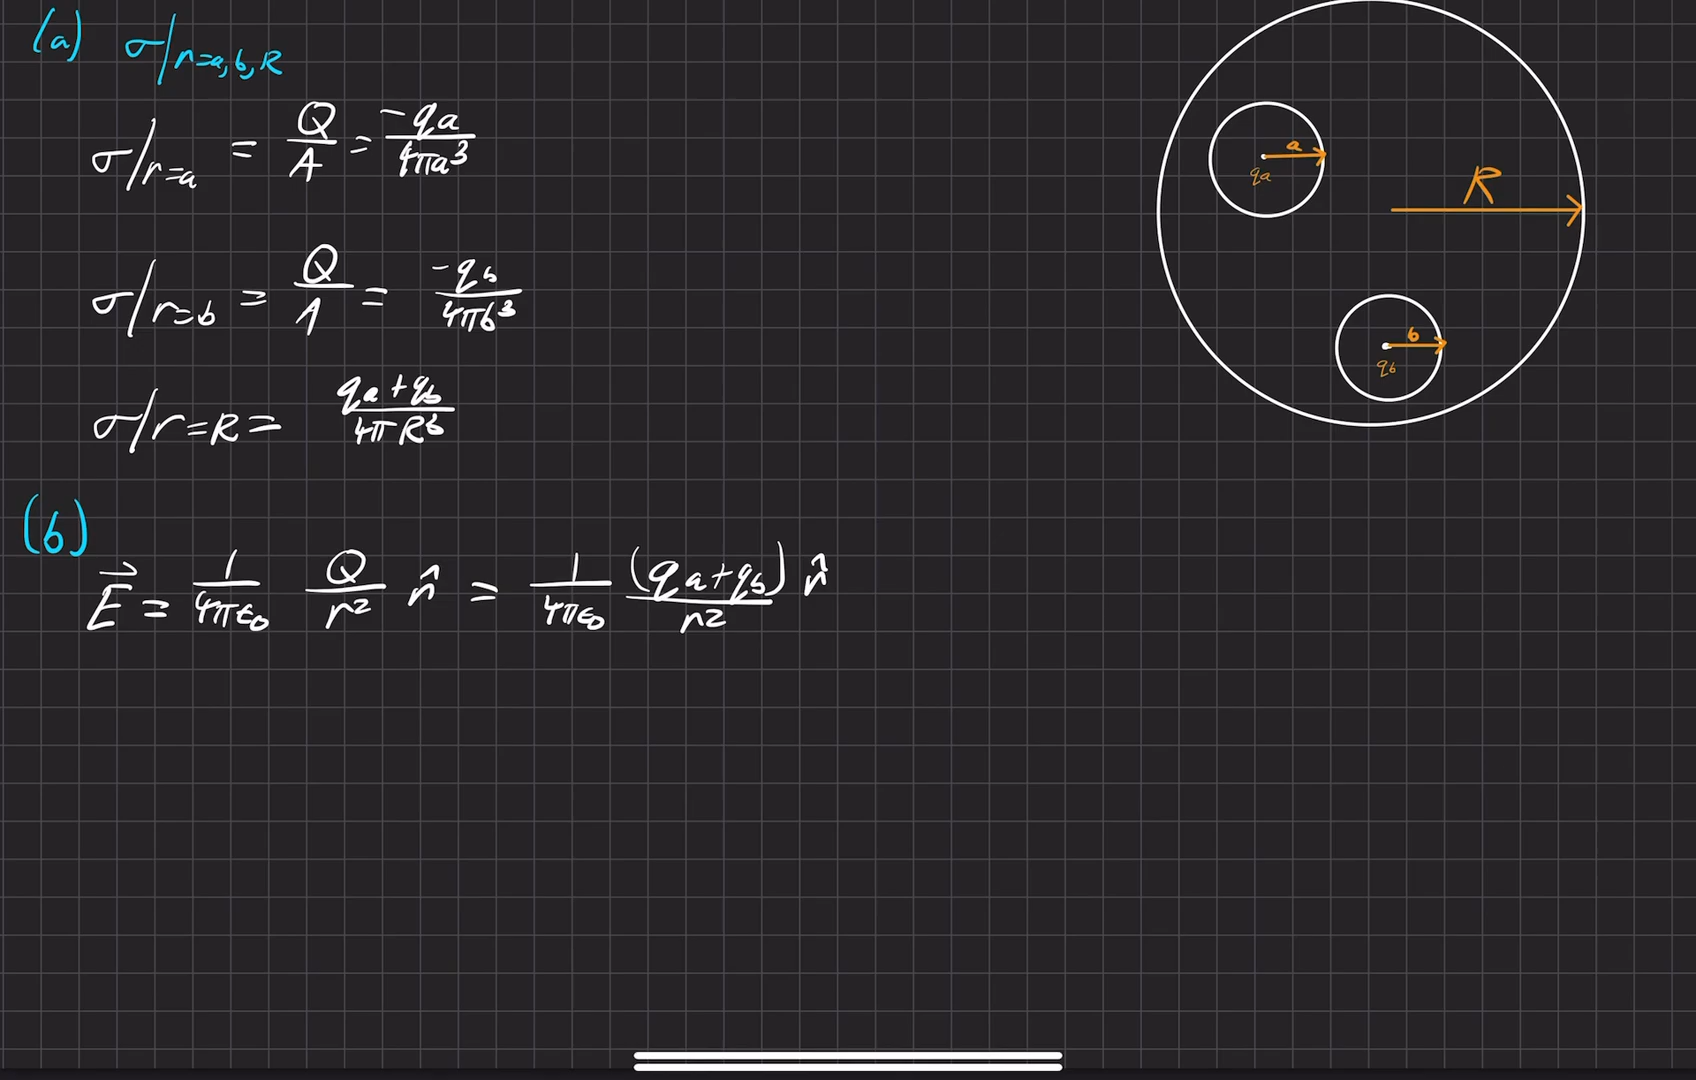 (a) σ|r=a,b,R
σ|r=a = Q/A = -qa/4πa³
σ|r=b = Q/A = -qb/4πb³
σ|r=R = qa+qb/4πR³
(b)
E⃗ = 1/4πε₀ Q/r² r̂ = 1/4πε₀ (qa+qb)/r² r̂
a
qa
R
b
qb